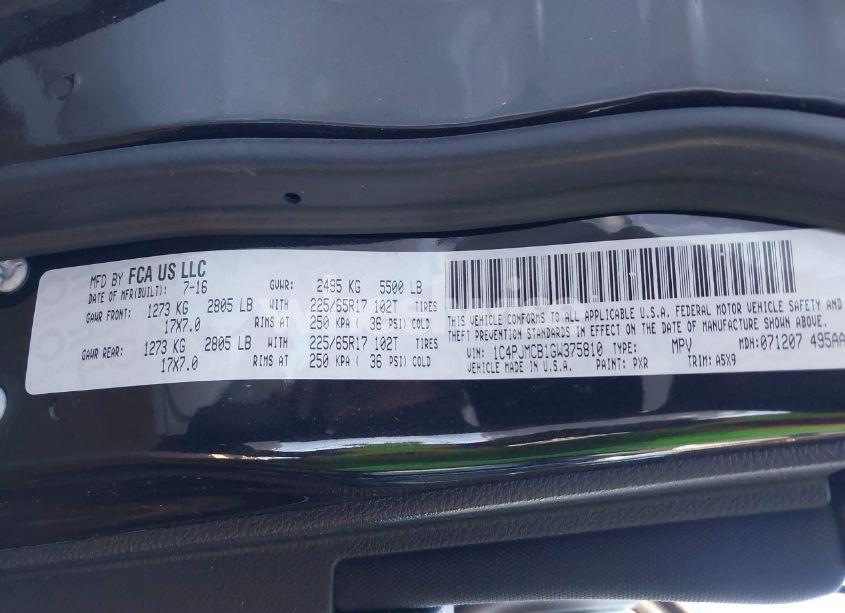 MFD BY FCA US LLC
DATE OF MFR(BUILT): 7-16 GVWR: 2495 KG 5500 LB
GAWR FRONT: 1273 KG 2805 LB WITH 225/65R17 102T TIRES
17X7.0 RIMS AT 250 KPA ( 36 PSI) COLD
GAWR REAR: 1273 KG 2805 LB WITH 225/65R17 102T TIRES
17X7.0 RIMS AT 250 KPA ( 36 PSI) COLD
THIS VEHICLE CONFORMS TO ALL APPLICABLE U.S.A. FEDERAL MOTOR VEHICLE SAFETY AND
THEFT PREVENTION STANDARDS IN EFFECT ON THE DATE OF MANUFACTURE SHOWN ABOVE.
VIN: 1C4PJMCB1GW375810 TYPE: MPV MDH: 071207 495AA
VEHICLE MADE IN U.S.A. PAINT: PXR TRIM: A5X9